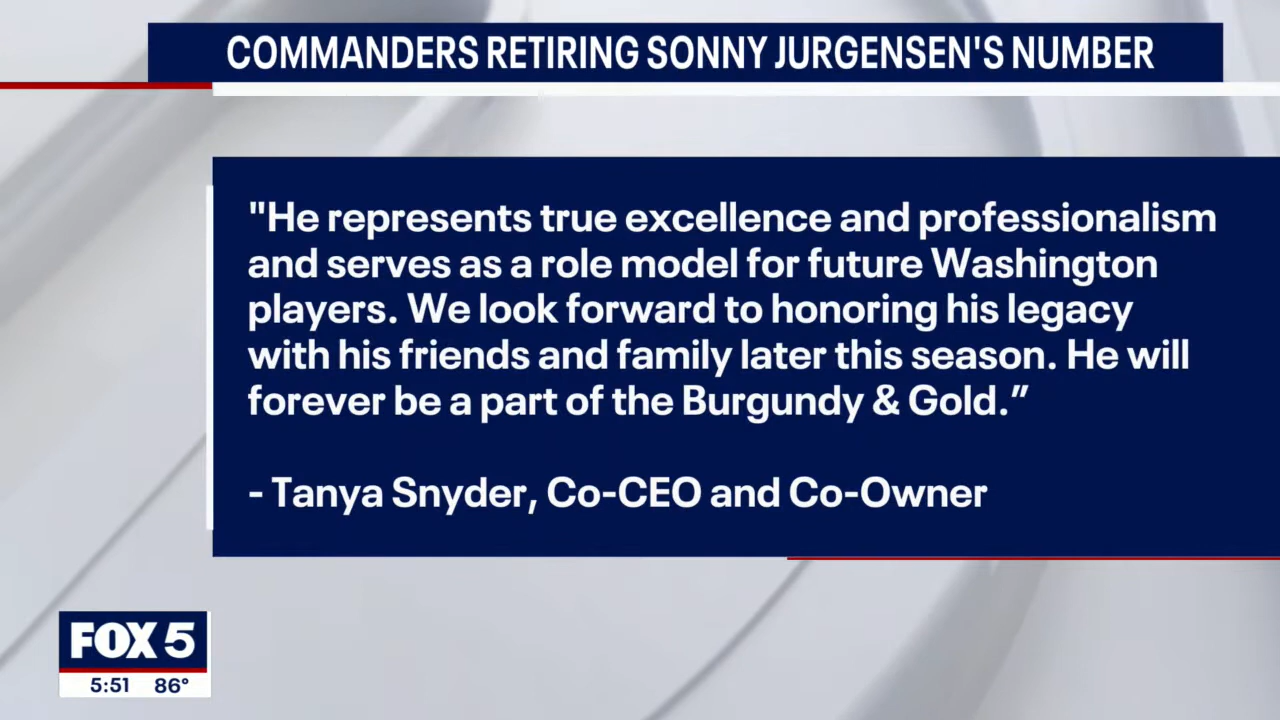 COMMANDERS RETIRING SONNY JURGENSEN'S NUMBER
"He represents true excellence and professionalism
and serves as a role model for future Washington
players. We look forward to honoring his legacy
with his friends and family later this season. He will
forever be a part of the Burgundy & Gold.”
- Tanya Snyder, Co-CEO and Co-Owner
FOX 5
5:51 86°